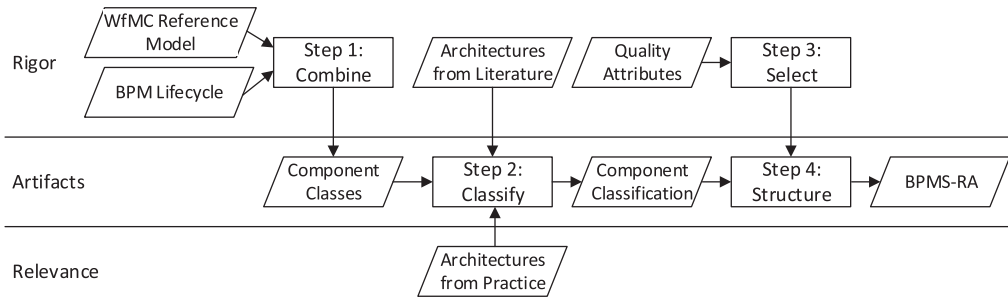 Rigor
WfMC Reference
Model
BPM Lifecycle
Step 1:
Combine
Architectures
from Literature
Quality
Attributes
Step 3:
Select
Artifacts
Component
Classes
Step 2:
Classify
Component
Classification
Step 4:
Structure
BPMS-RA
Relevance
Architectures
from Practice